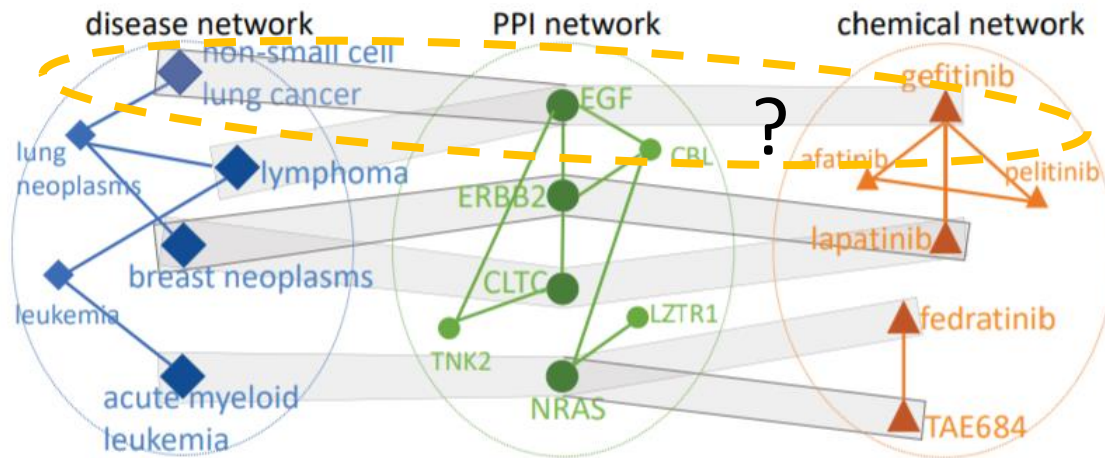 disease network
PPI network
chemical network
non-small cell
lung cancer
EGF
?
gefitinib
lung
neoplasms
lymphoma
CBL
afatinib
pelitinib
ERBB2
lapatinib
breast neoplasms
CLTC
leukemia
TNK2
LZTR1
fedratinib
acute myeloid
leukemia
NRAS
TAE684